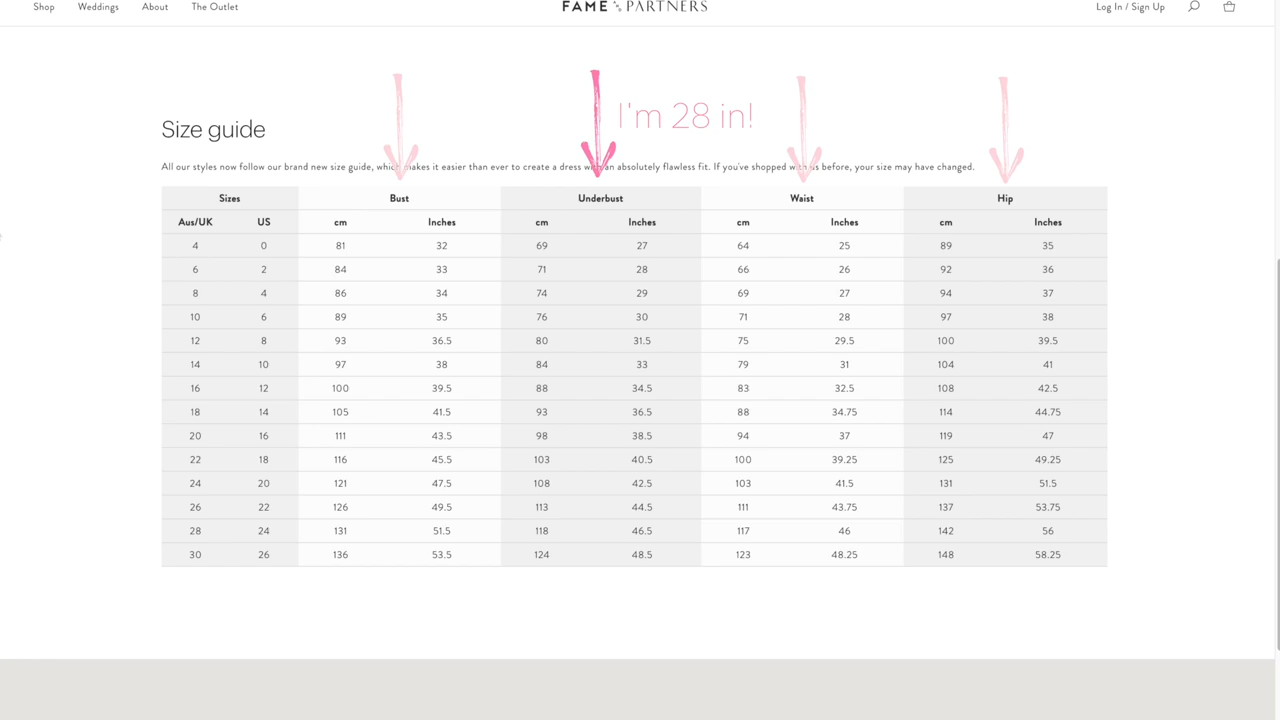 Shop Weddings About The Outlet FAME PARTNERS Log In / Sign Up
I'm 28 in!
Size guide
All our styles now follow our brand new size guide, which makes it easier than ever to create a dress with an absolutely flawless fit. If you've shopped with us before, your size may have changed.
Sizes Bust Underbust Waist Hip
Aus/UK US cm Inches cm Inches cm Inches cm Inches
4 0 81 32 69 27 64 25 89 35
6 2 84 33 71 28 66 26 92 36
8 4 86 34 74 29 69 27 94 37
10 6 89 35 76 30 71 28 97 38
12 8 93 36.5 80 31.5 75 29.5 100 39.5
14 10 97 38 84 33 79 31 104 41
16 12 100 39.5 88 34.5 83 32.5 108 42.5
18 14 105 41.5 93 36.5 88 34.75 114 44.75
20 16 111 43.5 98 38.5 94 37 119 47
22 18 116 45.5 103 40.5 100 39.25 125 49.25
24 20 121 47.5 108 42.5 103 41.5 131 51.5
26 22 126 49.5 113 44.5 111 43.75 137 53.75
28 24 131 51.5 118 46.5 117 46 142 56
30 26 136 53.5 124 48.5 123 48.25 148 58.25